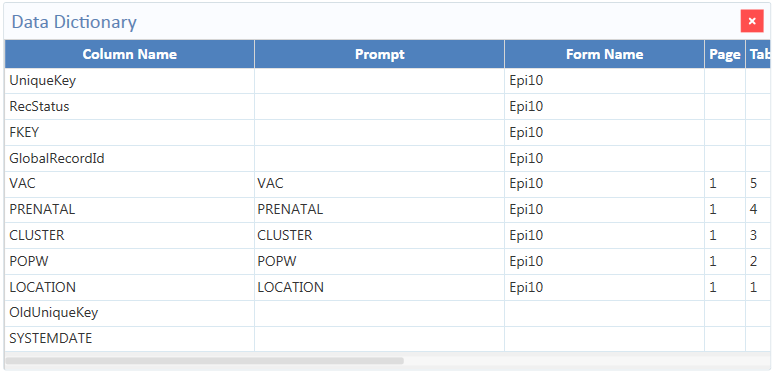 Data Dictionary
Column Name Prompt Form Name Page Tab
UniqueKey Epi10
RecStatus Epi10
FKEY Epi10
GlobalRecordId Epi10
VAC VAC Epi10 1 5
PRENATAL PRENATAL Epi10 1 4
CLUSTER CLUSTER Epi10 1 3
POPW POPW Epi10 1 2
LOCATION LOCATION Epi10 1 1
OldUniqueKey
SYSTEMDATE